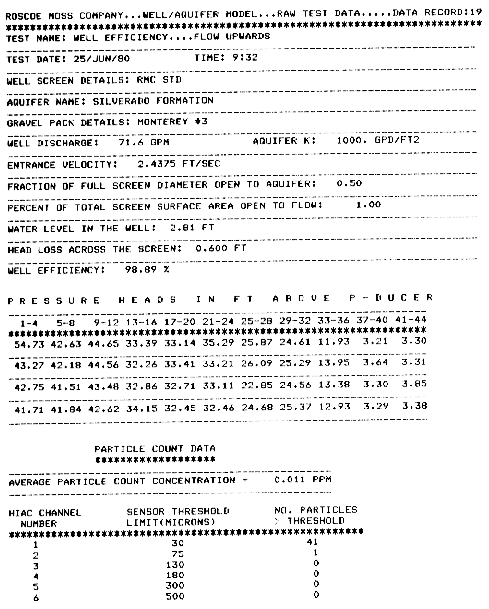 ROSCOE MOSS COMPANY...WELL/AQUIFER MODEL...RAW TEST DATA.....DATA RECORD:19
************************************************************************
TEST NAME: WELL EFFICIENCY....FLOW UPWARDS
TEST DATE: 25/JUN/80 TIME: 9:32
WELL SCREEN DETAILS: RMC STD
AQUIFER NAME: SILVERADO FORMATION
GRAVEL PACK DETAILS: MONTEREY #3
WELL DISCHARGE: 71.6 GPM AQUIFER K: 1000. GPD/FT2
ENTRANCE VELOCITY: 2.4375 FT/SEC
FRACTION OF FULL SCREEN DIAMETER OPEN TO AQUIFER: 0.50
PERCENT OF TOTAL SCREEN SURFACE AREA OPEN TO FLOW: 1.00
WATER LEVEL IN THE WELL: 2.81 FT
HEAD LOSS ACROSS THE SCREEN: 0.600 FT
WELL EFFICIENCY: 98.89 %
P R E S S U R E H E A D S I N F T A B O V E P - D U C E R
1-4 5-8 9-12 13-16 17-20 21-24 25-28 29-32 33-36 37-40 41-44
************************************************************************
54.73 42.63 44.65 33.39 33.14 35.29 25.87 24.61 11.93 3.21 3.30
43.27 42.18 44.56 32.26 33.41 33.21 26.09 25.29 13.95 3.64 3.31
42.75 41.51 43.48 32.86 32.71 33.11 22.85 24.56 13.38 3.30 3.85
41.71 41.84 42.62 34.15 32.45 32.46 24.68 25.37 12.93 3.29 3.38
PARTICLE COUNT DATA
*******************
AVERAGE PARTICLE COUNT CONCENTRATION - 0.011 PPM
HIAC CHANNEL SENSOR THRESHOLD NO. PARTICLES
NUMBER LIMIT(MICRONS) > THRESHOLD
************************************************************
1 30 41
2 75 1
3 130 0
4 180 0
5 300 0
6 500 0